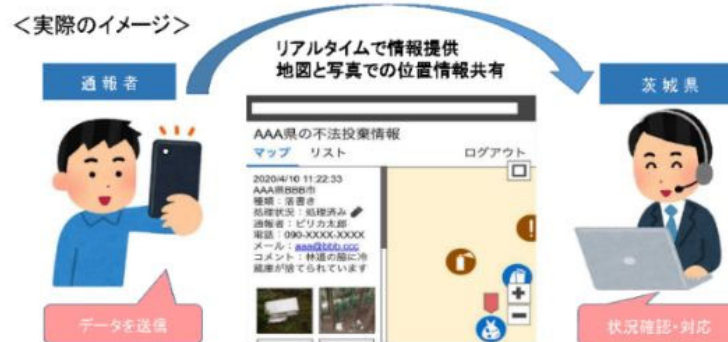 ＜実際のイメージ＞
リアルタイムで情報提供
地図と写真での位置情報共有
通報者
茨城県
AAA県の不法投棄情報
マップ リスト ログアウト
2020/4/10 11:22:33
AAA県BBB市
種類：落書き
処理状況：処理済み
通報者：ピリカ太郎
電話：090-XXXX-XXXX
メール：aaa@bbb.ccc
コメント：林道の脇に冷
蔵庫が捨てられています
データを送信
状況確認・対応